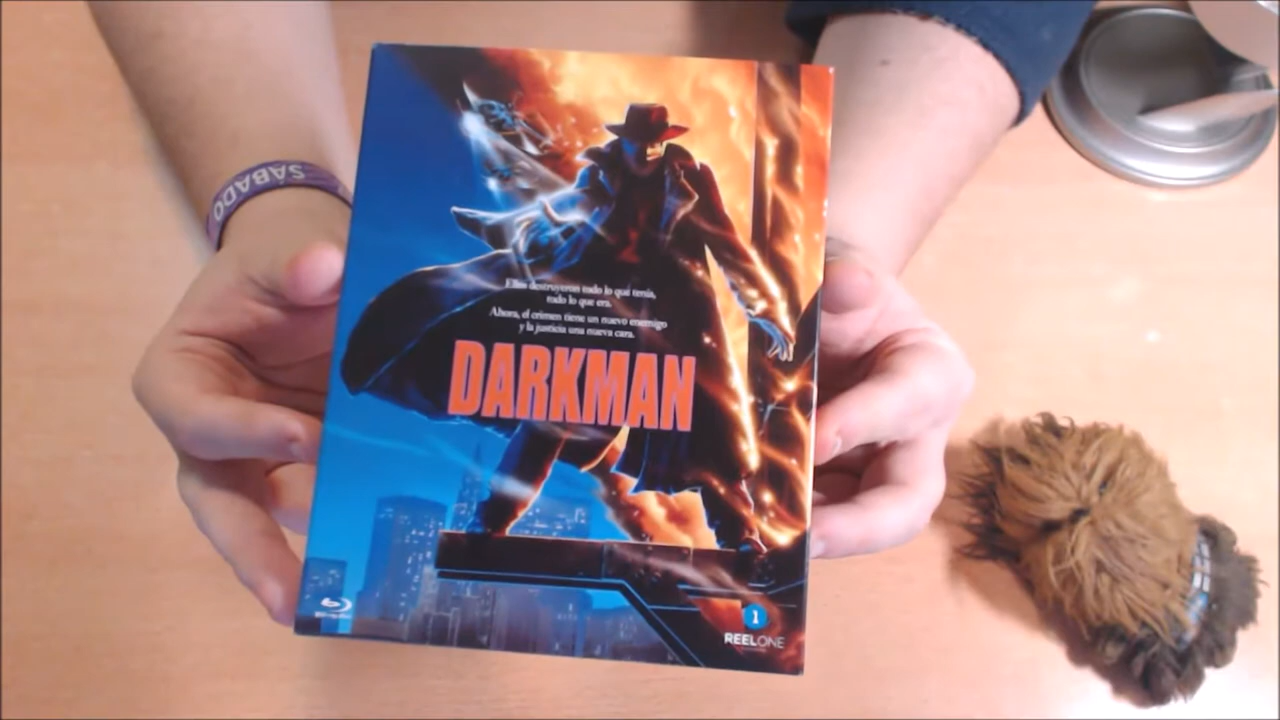 SABADO
Ellos destruyeron todo lo que tenía,
todo lo que era.
Ahora, el crimen tiene un nuevo enemigo
y la justicia una nueva cara.
DARKMAN
1
REELONE